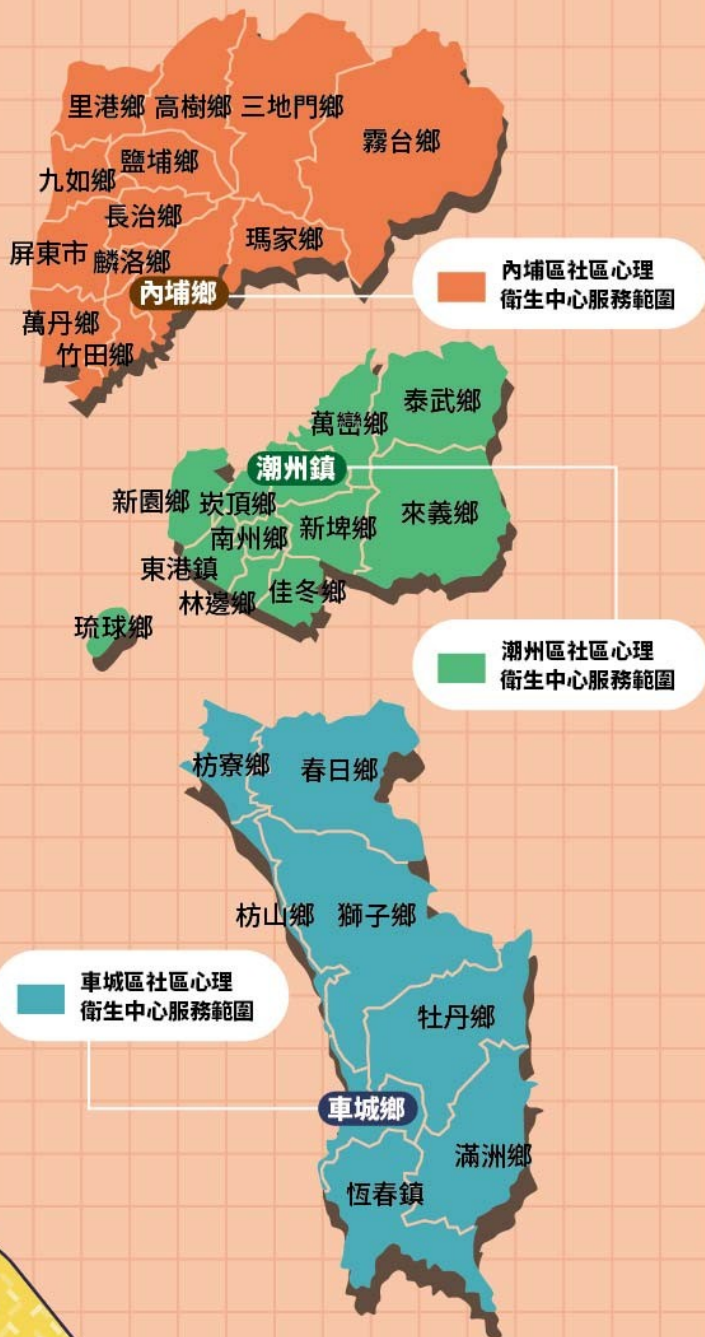 里港鄉 高樹鄉 三地門鄉
霧台鄉
鹽埔鄉
九如鄉
長治鄉
瑪家鄉
屏東市 麟洛鄉
內埔鄉
內埔區社區心理
衛生中心服務範圍
萬丹鄉
竹田鄉
泰武鄉
萬巒鄉
潮州鎮
新園鄉 崁頂鄉
來義鄉
新埤鄉
南州鄉
東港鎮
佳冬鄉
林邊鄉
琉球鄉
潮州區社區心理
衛生中心服務範圍
枋寮鄉 春日鄉
枋山鄉 獅子鄉
車城區社區心理
衛生中心服務範圍
牡丹鄉
車城鄉
滿洲鄉
恆春鎮